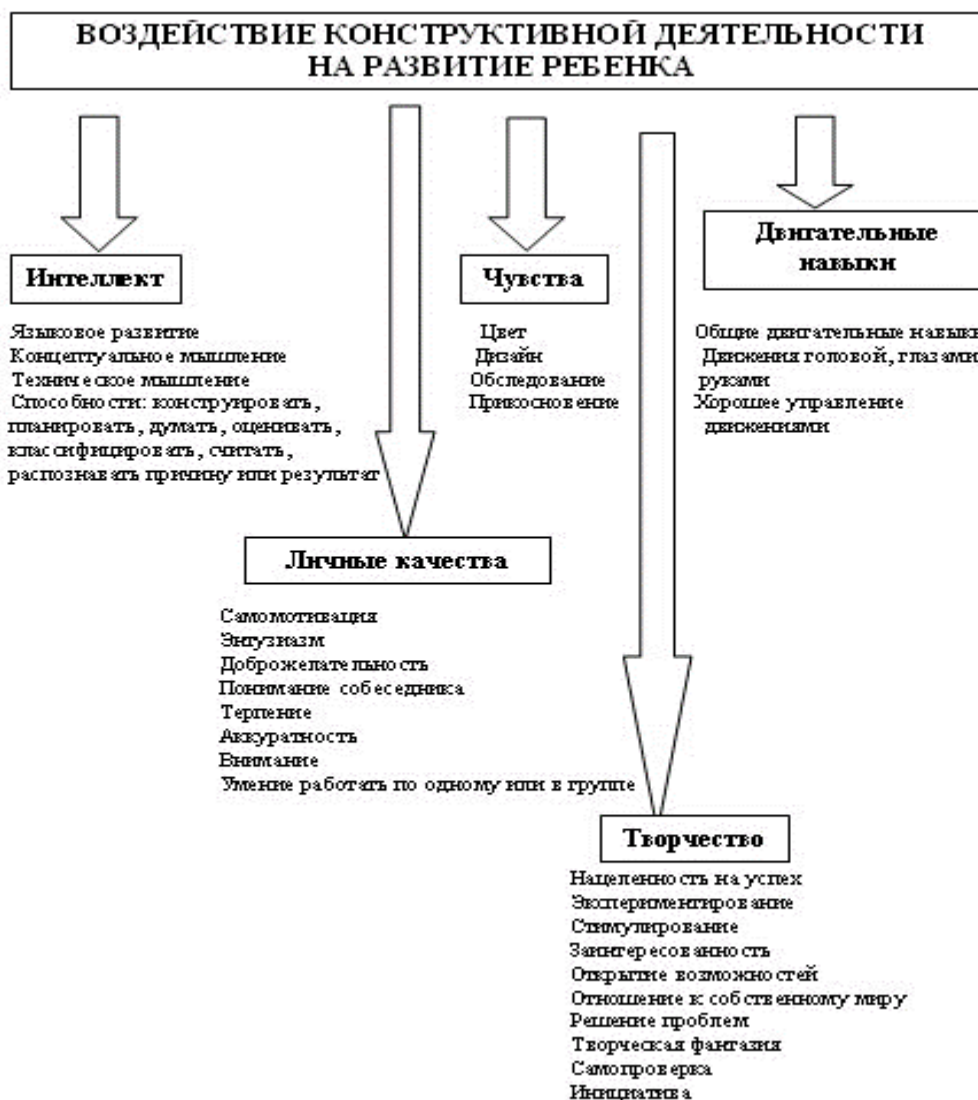 ВОЗДЕЙСТВИЕ КОНСТРУКТИВНОЙ ДЕЯТЕЛЬНОСТИ
НА РАЗВИТИЕ РЕБЕНКА
Интеллект
Языковое развитие
Концептуальное мышление
Техническое мышление
Способности: конструировать,
планировать, думать, оценивать,
классифицировать, считать,
распознавать причину или результат
Чувства
Цвет
Дизайн
Обследование
Прикосновение
Двигательные
навыки
Общие двигательные навыки
Движения головой, глазами
руками
Хорошее управление
движениями
Личные качества
Самомотивация
Энтузиазм
Доброжелательность
Понимание собеседника
Терпение
Аккуратность
Внимание
Умение работать по одному или в группе
Творчество
Нацеленность на успех
Экспериментирование
Стимулирование
Заинтересованность
Открытие возможностей
Отношение к собственному миру
Решение проблем
Творческая фантазия
Самопроверка
Инициатива